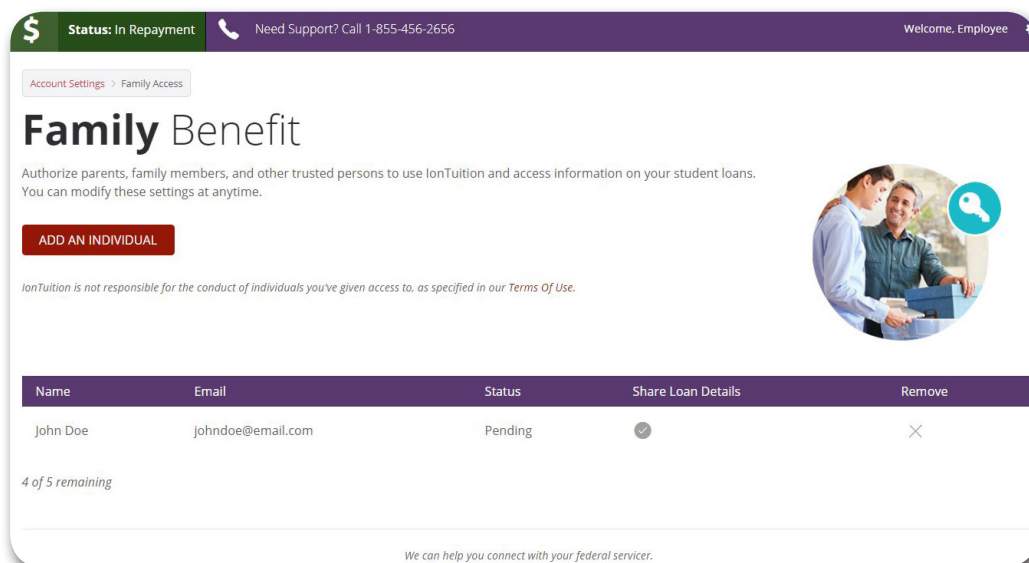 $ Status: In Repayment Need Support? Call 1-855-456-2656 Welcome, Employee
Account Settings > Family Access
Family Benefit
Authorize parents, family members, and other trusted persons to use IonTuition and access information on your student loans.
You can modify these settings at anytime.
ADD AN INDIVIDUAL
IonTuition is not responsible for the conduct of individuals you've given access to, as specified in our Terms Of Use.
Name Email Status Share Loan Details Remove
John Doe johndoe@email.com Pending
4 of 5 remaining
We can help you connect with your federal servicer.